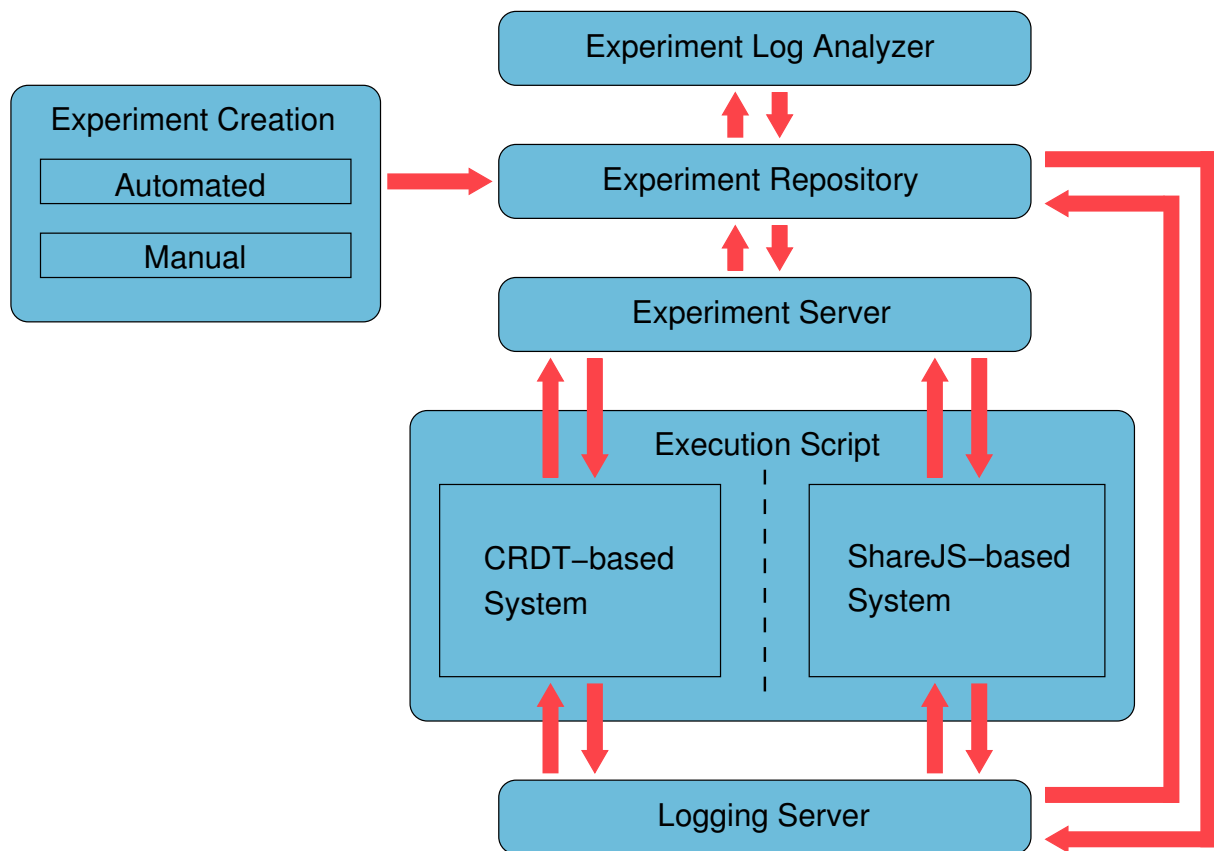 Experiment Log Analyzer
Experiment Creation
Automated
Manual
Experiment Repository
Experiment Server
Execution Script
CRDT−based
System
ShareJS−based
System
Logging Server